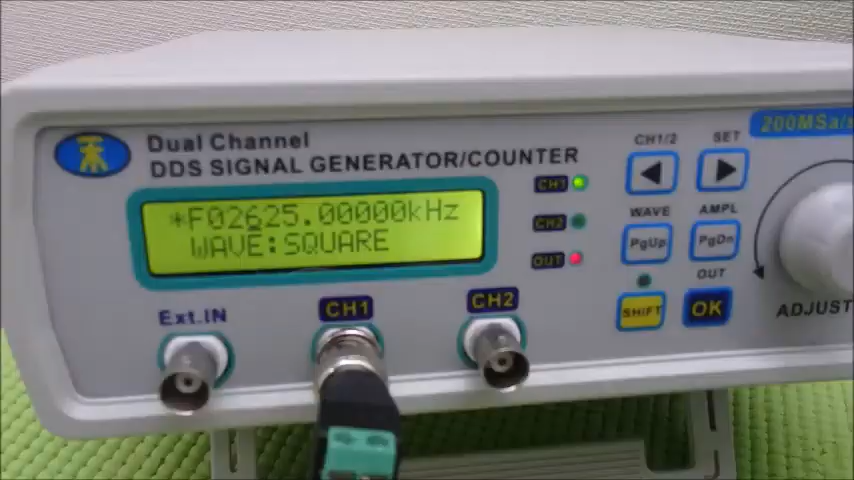 Dual Channel
DDS SIGNAL GENERATOR/COUNTER
200MSa/s
CH1/2
SET
*F02625.00000kHz
WAVE:SQUARE
CH1
CH2
OUT
WAVE
AMPL
PgUp
PgDn
OUT
SHIFT
OK
ADJUST
Ext.IN
CH1
CH2